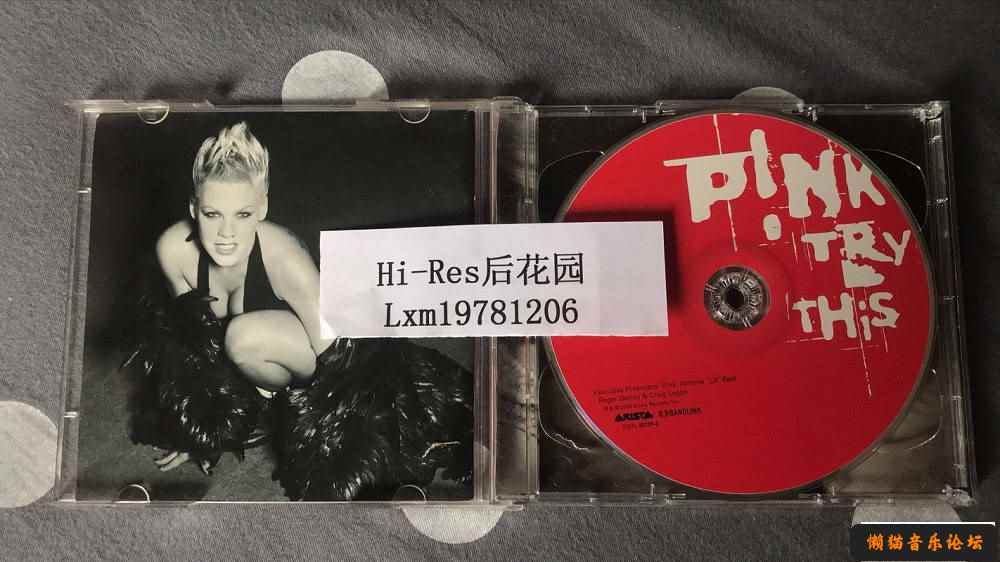 P!NK
TRY
THiS
Hi-Res后花园
Lxm19781206
ARISTA
懒猫音乐论坛